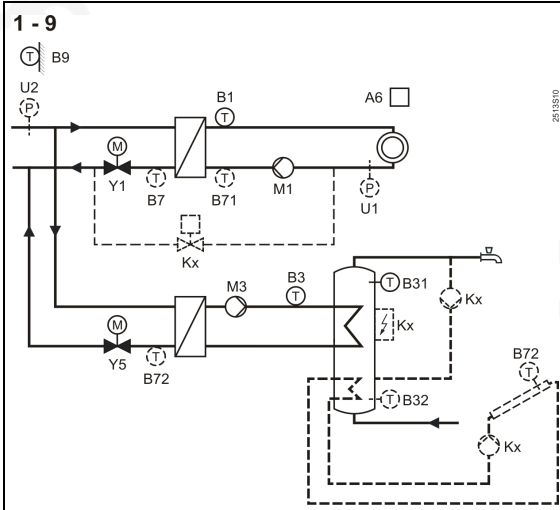 1 - 9
T B9
U2
P
B1
T
A6
2513S10
M
Y1
T
B7
T
B71
M1
P
U1
Kx
M3
B3
T
T B31
Kx
Kx
M
Y5
T
B72
T B32
B72
T
Kx